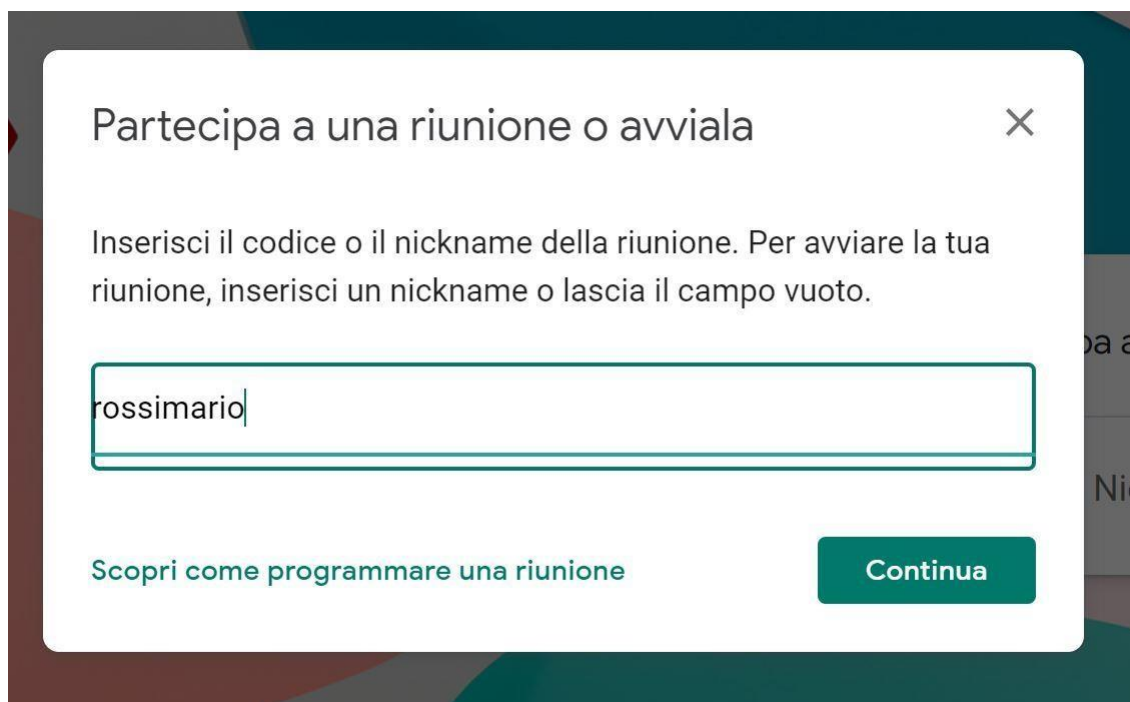 Partecipa a una riunione o avviala
Inserisci il codice o il nickname della riunione. Per avviare la tua
riunione, inserisci un nickname o lascia il campo vuoto.
rossimario
Scopri come programmare una riunione
Continua